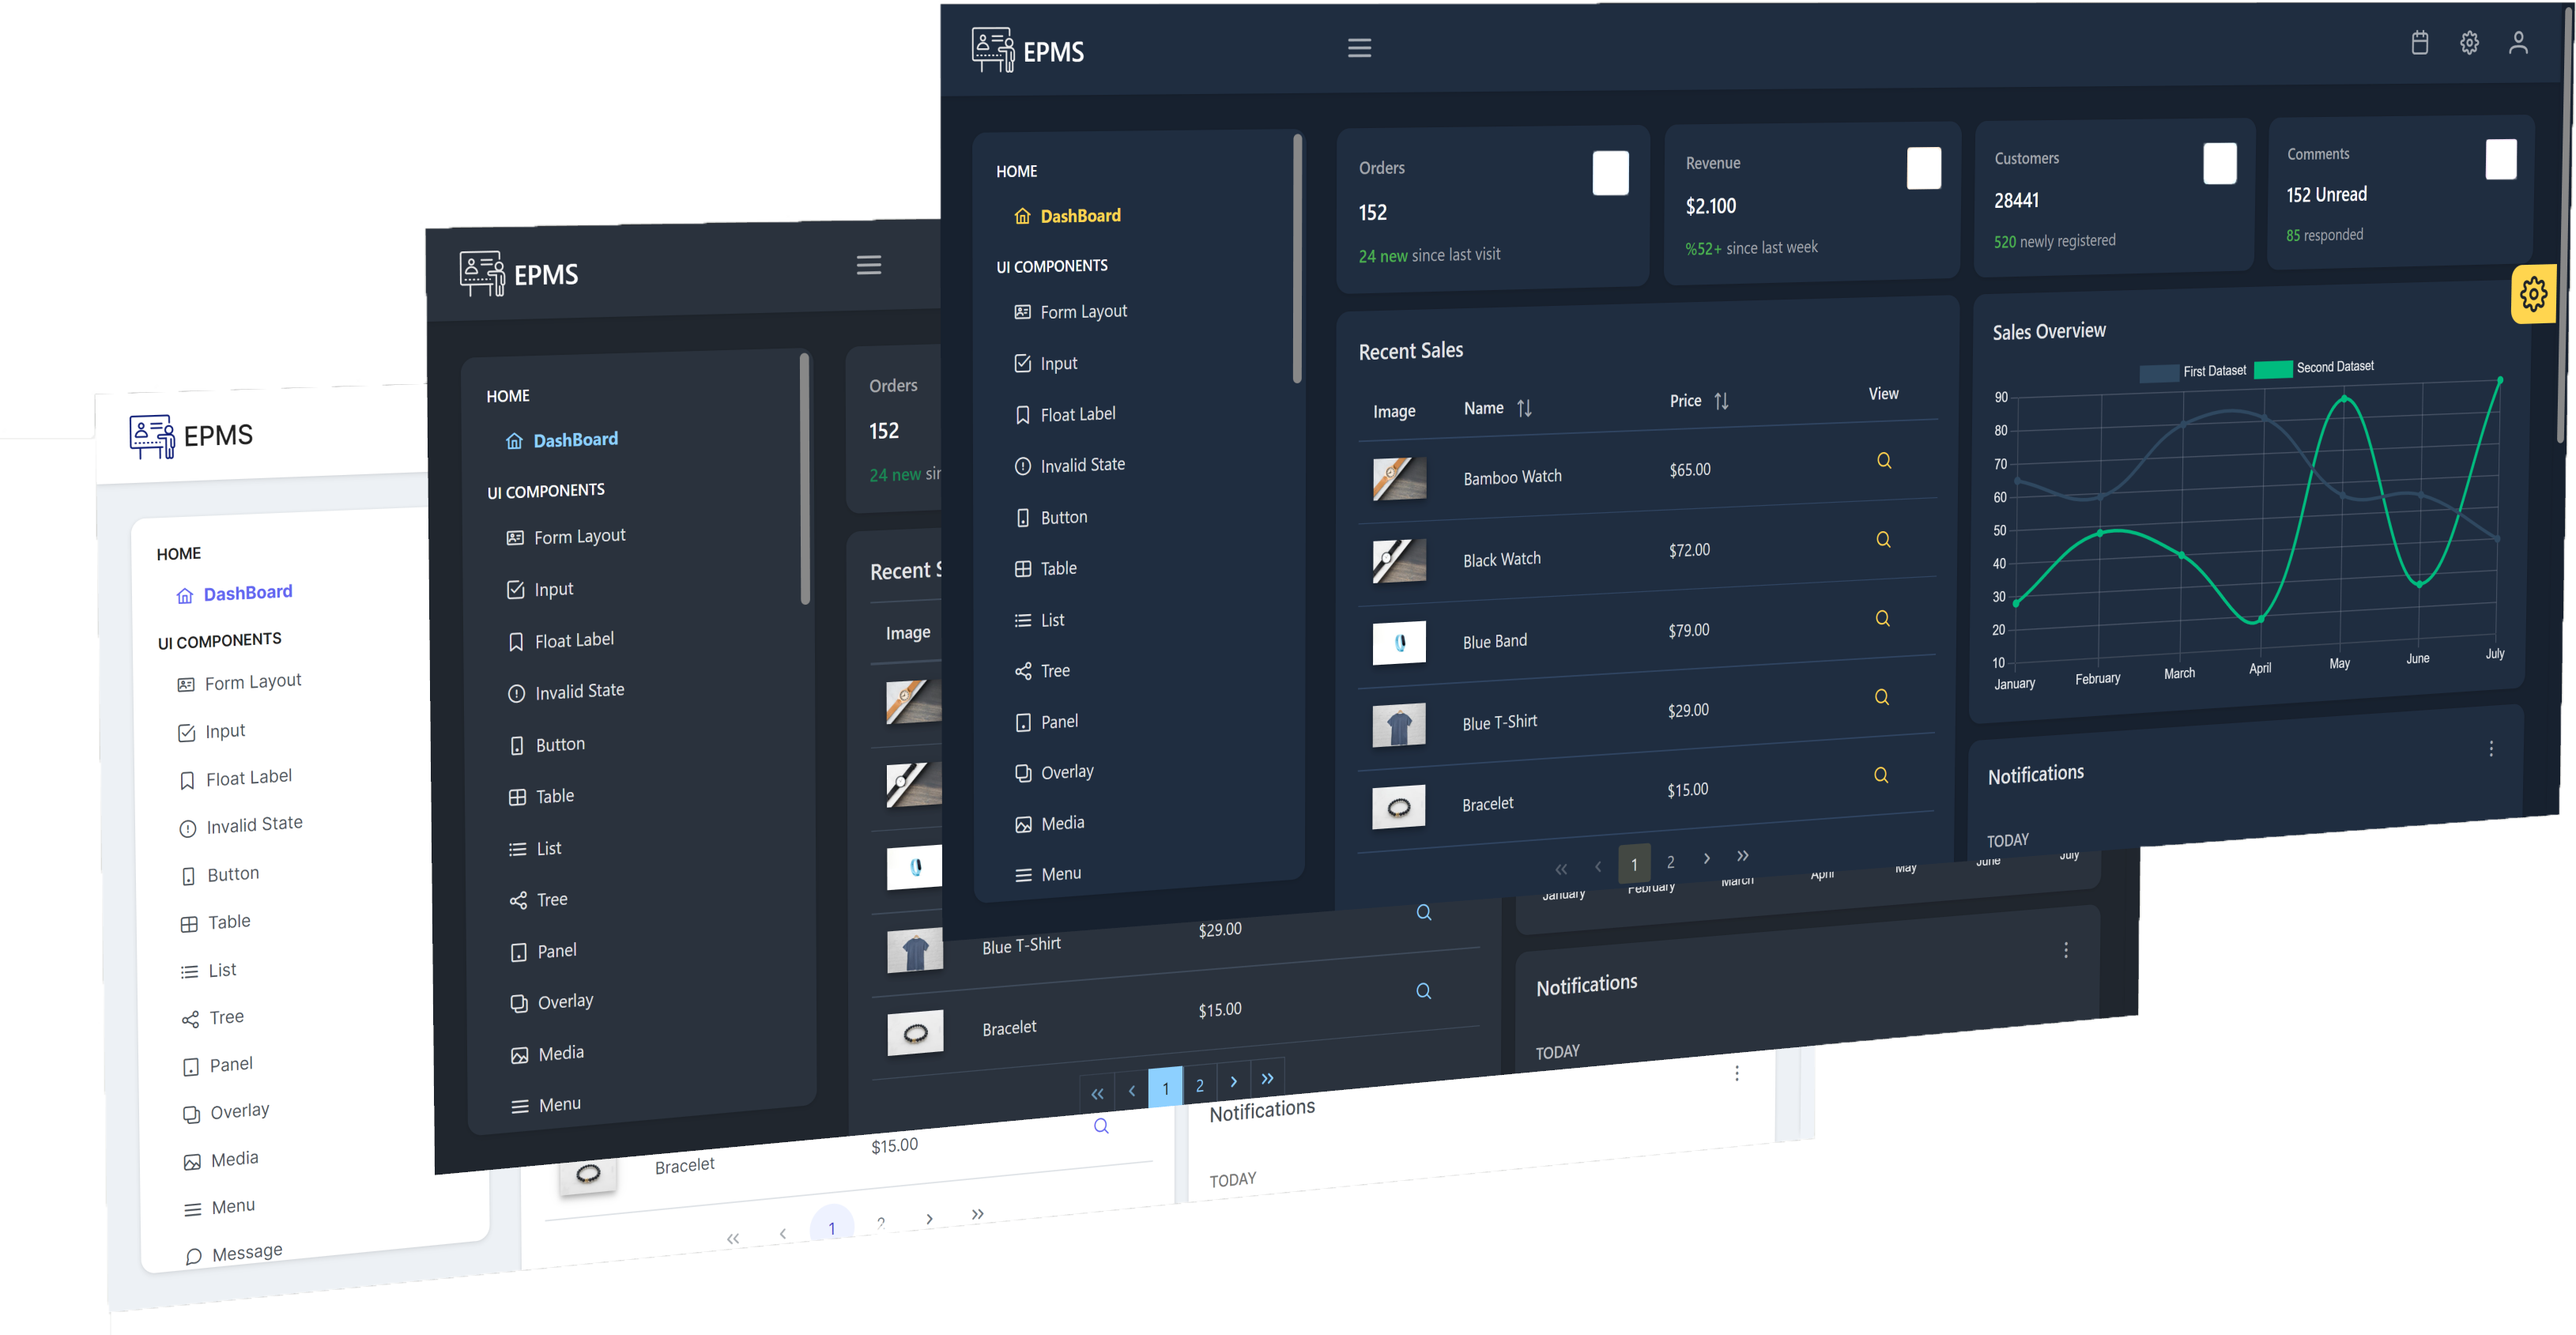 EPMS
HOME
DashBoard
UI COMPONENTS
Form Layout
Input
Float Label
Invalid State
Button
Table
List
Tree
Panel
Overlay
Media
Menu
Orders
152
24 new since last visit
Revenue
$2.100
%52+ since last week
Customers
28441
520 newly registered
Comments
152 Unread
85 responded
Recent Sales
Image Name Price View
Bamboo Watch $65.00
Black Watch $72.00
Blue Band $79.00
Blue T-Shirt $29.00
Bracelet $15.00
1 2
Sales Overview
First Dataset Second Dataset
90
80
70
60
50
40
30
20
10
January February March April May June July
Notifications
TODAY
EPMS
HOME
DashBoard
UI COMPONENTS
Form Layout
Input
Float Label
Invalid State
Button
Table
List
Tree
Panel
Overlay
Media
Menu
Orders
152
24 new
Recent
Image
Blue T-Shirt $29.00
Bracelet $15.00
1 2
January February March April May June July
Notifications
TODAY
EPMS
HOME
DashBoard
UI COMPONENTS
Form Layout
Input
Float Label
Invalid State
Button
Table
List
Tree
Panel
Overlay
Media
Menu
Message
Bracelet $15.00
1 2
Notifications
TODAY